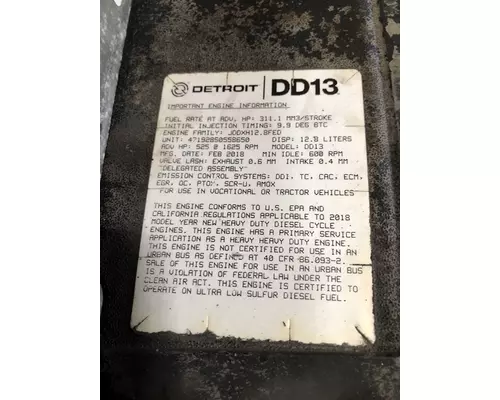 DETROIT DD13
IMPORTANT ENGINE INFORMATION
FUEL RATE AT ADV. HP: 311.1 MM3/STROKE
INITIAL INJECTION TIMING: 9.9 DEG BTC
ENGINE FAMILY: JDDXH12.8FED
UNIT: 471928S0558650 DISP: 12.8 LITERS
ADV HP: 525 @ 1625 RPM MODEL: DD13
MFG. DATE: FEB 2018 MIN IDLE: 600 RPM
VALVE LASH: EXHAUST 0.6 MM INTAKE 0.4 MM
"DELEGATED ASSEMBLY"
EMISSION CONTROL SYSTEMS: DDI, TC, CAC, ECM,
EGR, OC, PTOX, SCR-U, AMOX
FOR USE IN VOCATIONAL OR TRACTOR VEHICLES
THIS ENGINE CONFORMS TO U.S. EPA AND
CALIFORNIA REGULATIONS APPLICABLE TO 2018
MODEL YEAR NEW HEAVY DUTY DIESEL CYCLE
ENGINES. THIS ENGINE HAS A PRIMARY SERVICE
APPLICATION AS A HEAVY HEAVY DUTY ENGINE.
THIS ENGINE IS NOT CERTIFIED FOR USE IN AN
URBAN BUS AS DEFINED AT 40 CFR 86.093-2.
SALE OF THIS ENGINE FOR USE IN AN URBAN BUS
IS A VIOLATION OF FEDERAL LAW UNDER THE
CLEAN AIR ACT. THIS ENGINE IS CERTIFIED TO
OPERATE ON ULTRA LOW SULFUR DIESEL FUEL.